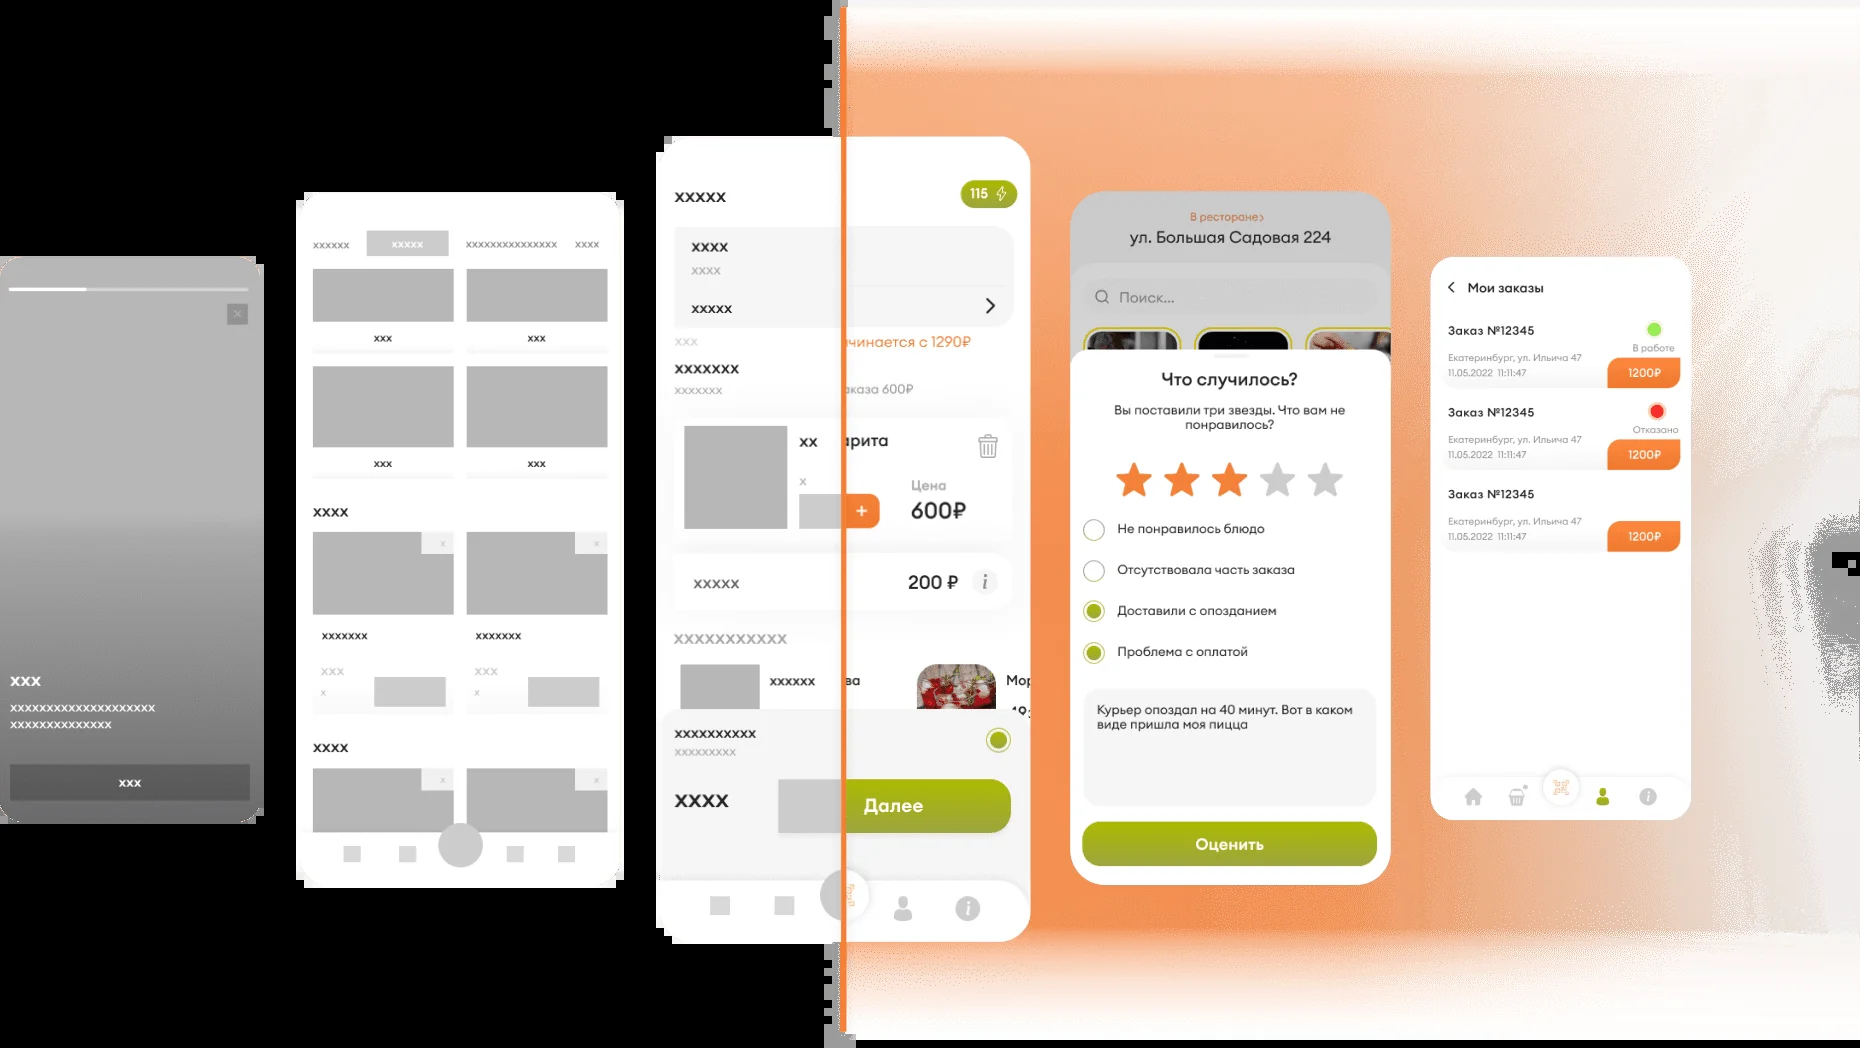 xxx
xxxxxxxxxxxxxxxxxxxx
xxxxxxxxxxxxxx
xxx
xxxxxx xxxxx xxxxxxxxxxxxxxx xxxx
xxx xxx
xxx xxx
xxxx
x x
xxxxxxx xxxxxxx
xxx xxx
x x
xxxx
x x
xxxxx 115
xxxx
xxxx
xxxxx
xxx чинается с 1290₽
xxxxxxx
xxxxxxx аказа 600₽
xx арита
x Цена
+ 600₽
xxxxx 200 ₽ i
xxxxxxxxxxx
xxxxxx ва Мор
xxxxxxxxxx
xxxxxxxxx
xxxx Далее
i
В ресторане>
ул. Большая Садовая 224
Поиск...
Что случилось?
Вы поставили три звезды. Что вам не
понравилось?
Не понравилось блюдо
Отсутствовала часть заказа
Доставили с опозданием
Проблема с оплатой
Курьер опоздал на 40 минут. Вот в каком
виде пришла моя пицца
Оценить
Мои заказы
Заказ №12345
В работе
Екатеринбург, ул. Ильича 47
11.05.2022 11:11:47 1200₽
Заказ №12345
Отказано
Екатеринбург, ул. Ильича 47
11.05.2022 11:11:47 1200₽
Заказ №12345
Екатеринбург, ул. Ильича 47
11.05.2022 11:11:47 1200₽
i